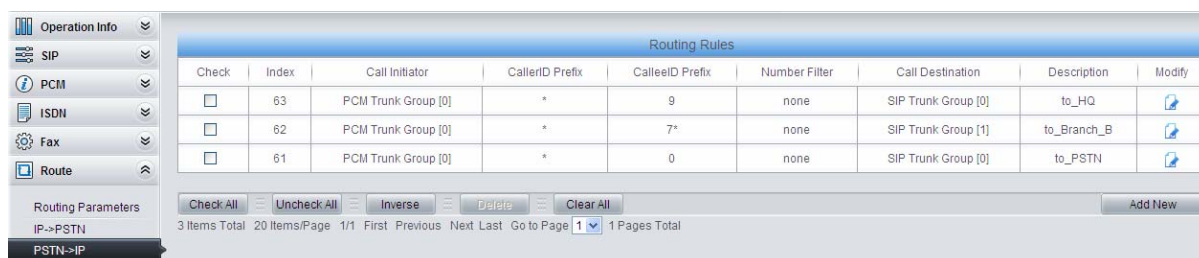 Operation Info
SIP
PCM
ISDN
Fax
Route
Routing Parameters
IP->PSTN
PSTN->IP
Routing Rules
Check Index Call Initiator CallerID Prefix CalleeID Prefix Number Filter Call Destination Description Modify
63 PCM Trunk Group [0] * 9 none SIP Trunk Group [0] to_HQ
62 PCM Trunk Group [0] * 7* none SIP Trunk Group [1] to_Branch_B
61 PCM Trunk Group [0] * 0 none SIP Trunk Group [0] to_PSTN
Check All Uncheck All Inverse Delete Clear All Add New
3 Items Total 20 Items/Page 1/1 First Previous Next Last Go to Page 1 1 Pages Total